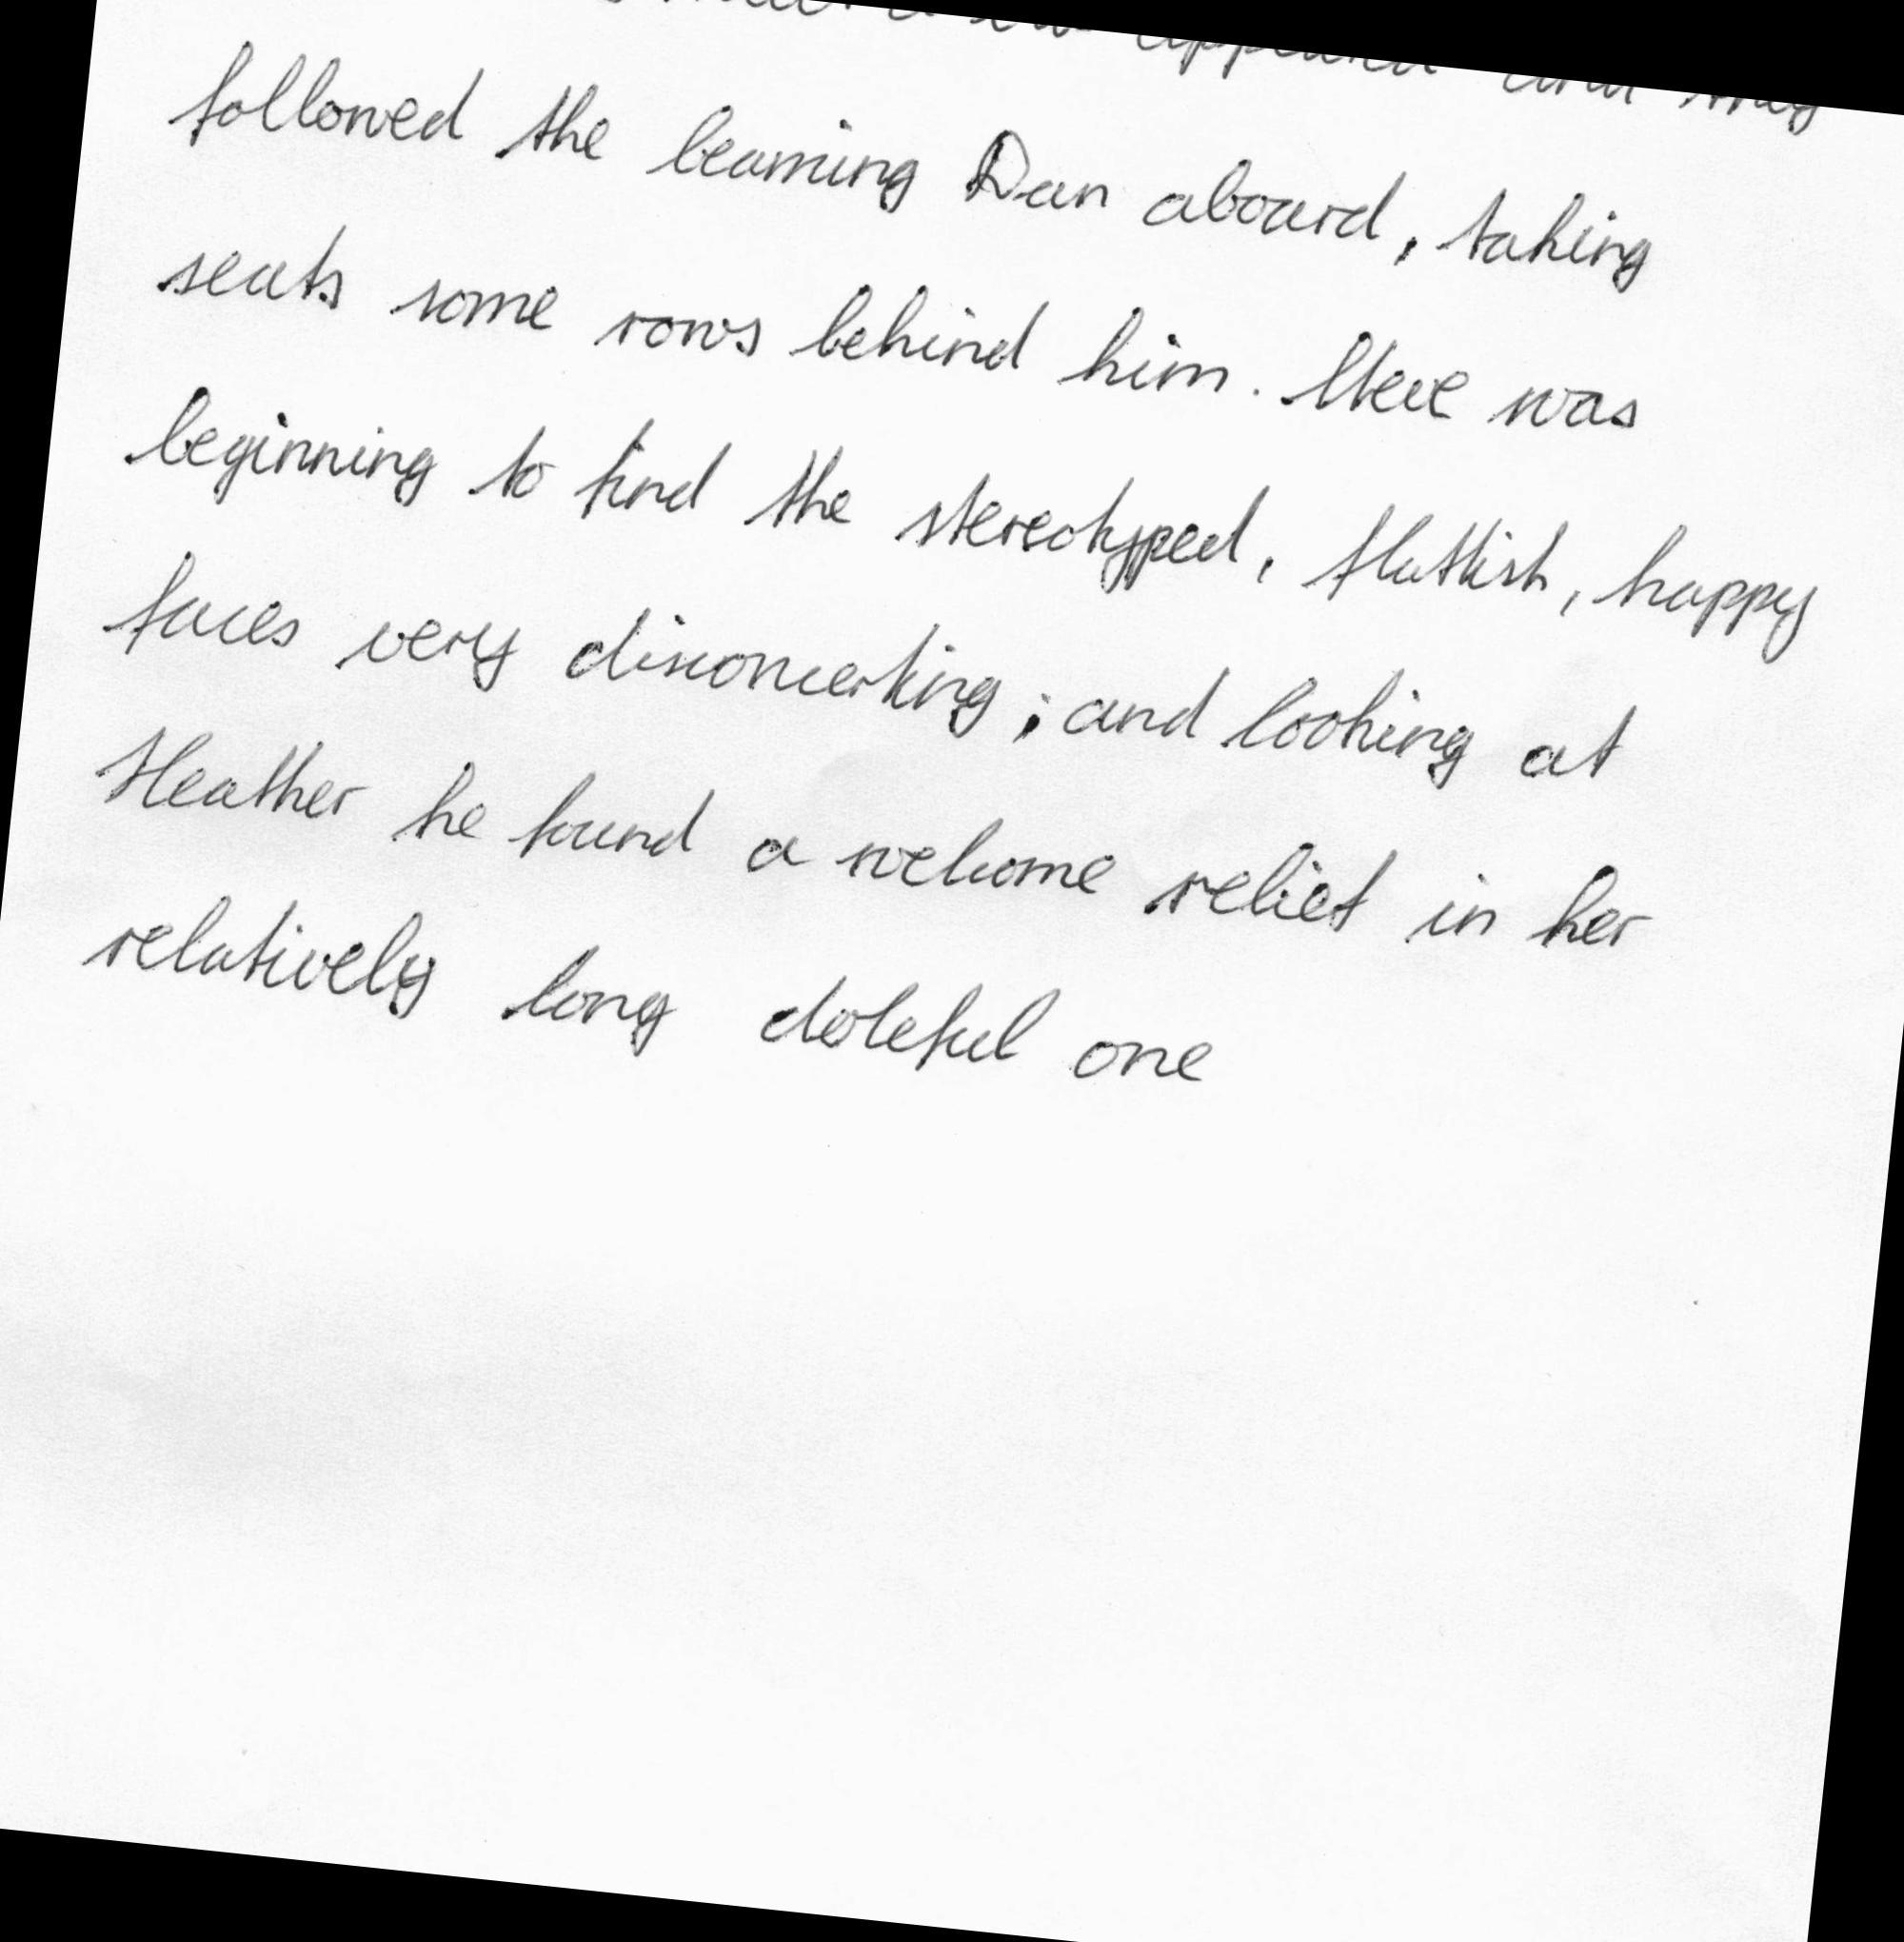 appeared and they
followed the beaming Dan aboard, taking
seats some rows behind him. Steve was
beginning to find the stereotyped, flattish, happy
faces very disconcerting; and looking at
Heather he found a welcome relief in her
relatively long doleful one